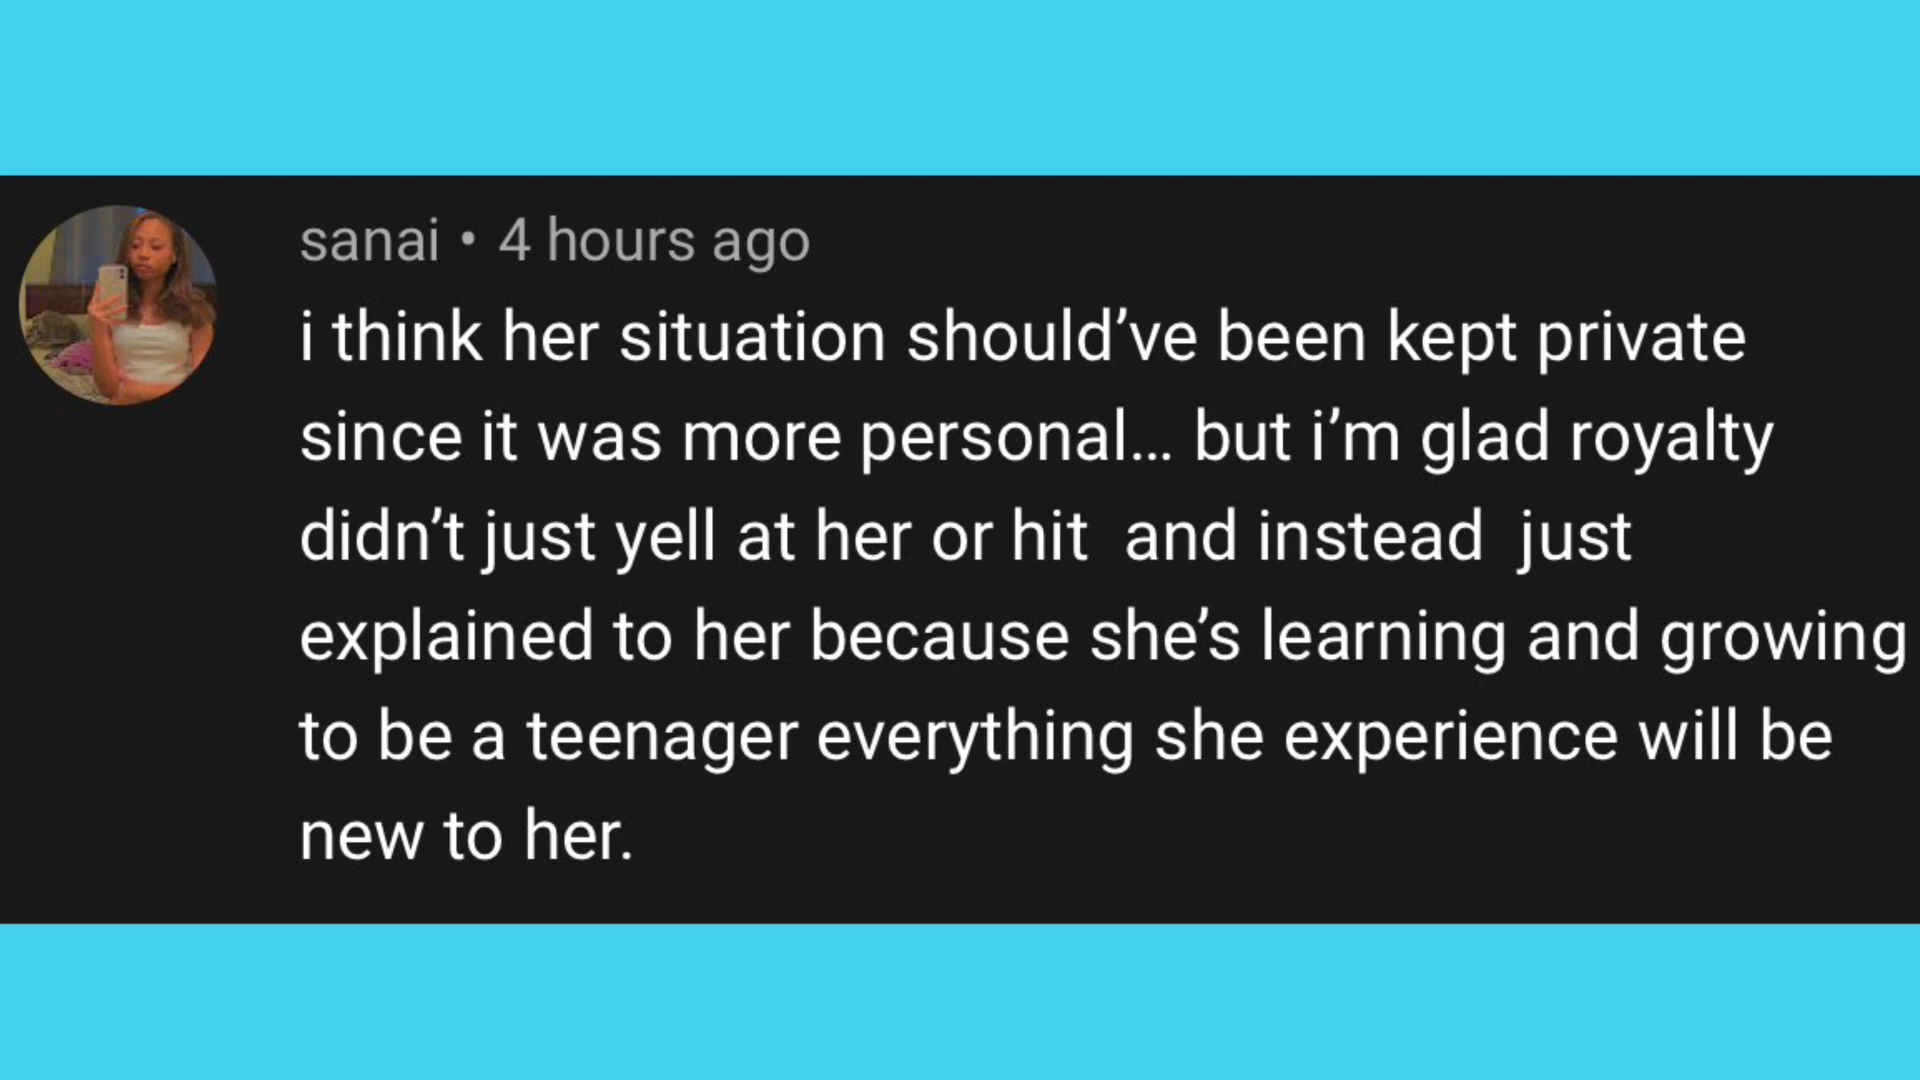 sanai • 4 hours ago
i think her situation should’ve been kept private
since it was more personal... but i’m glad royalty
didn’t just yell at her or hit  and instead  just
explained to her because she’s learning and growing
to be a teenager everything she experience will be
new to her.